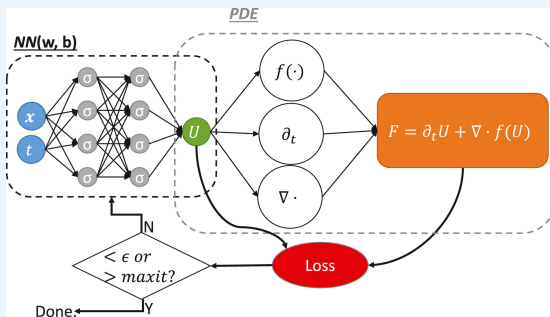 PDE
NN(w, b)
x
t
σ σ
σ σ
σ σ
σ σ
U
f(·)
∂t
∇ ·
F = ∂tU + ∇ · f(U)
Loss
< ϵ or
> maxit?
N
Y
Done.